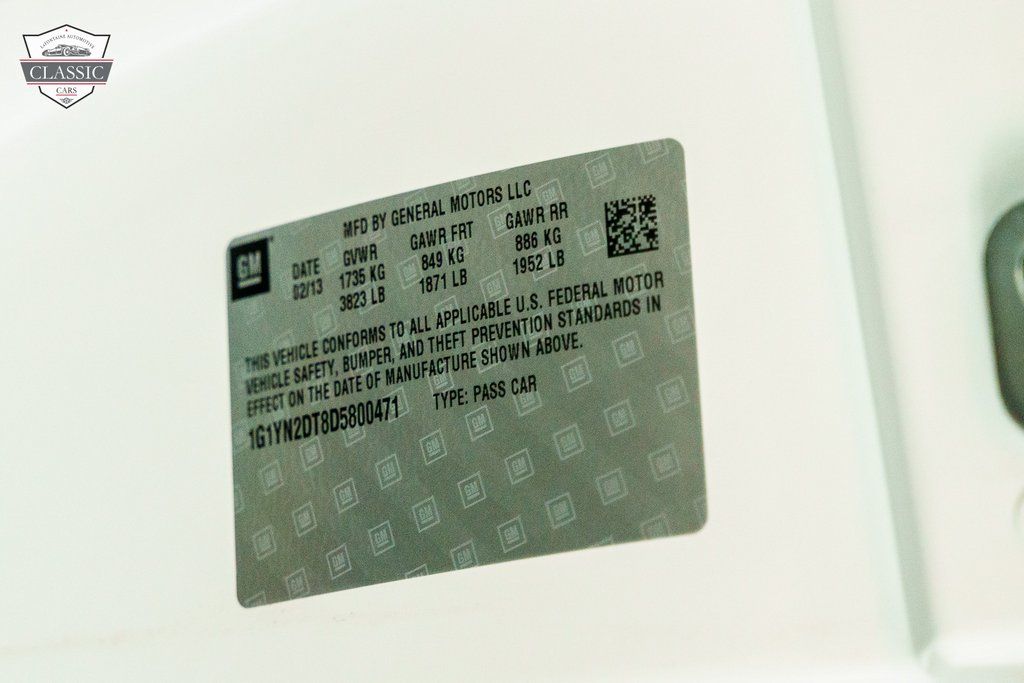 LAFONTAINE AUTOMOTIVE
CLASSIC
CARS
GM
MFD BY GENERAL MOTORS LLC
DATE GVWR GAWR FRT GAWR RR
02/13 1735 KG 849 KG 886 KG
3823 LB 1871 LB 1952 LB
THIS VEHICLE CONFORMS TO ALL APPLICABLE U.S. FEDERAL MOTOR
VEHICLE SAFETY, BUMPER, AND THEFT PREVENTION STANDARDS IN
EFFECT ON THE DATE OF MANUFACTURE SHOWN ABOVE.
1G1YN2DT8D5800471 TYPE: PASS CAR